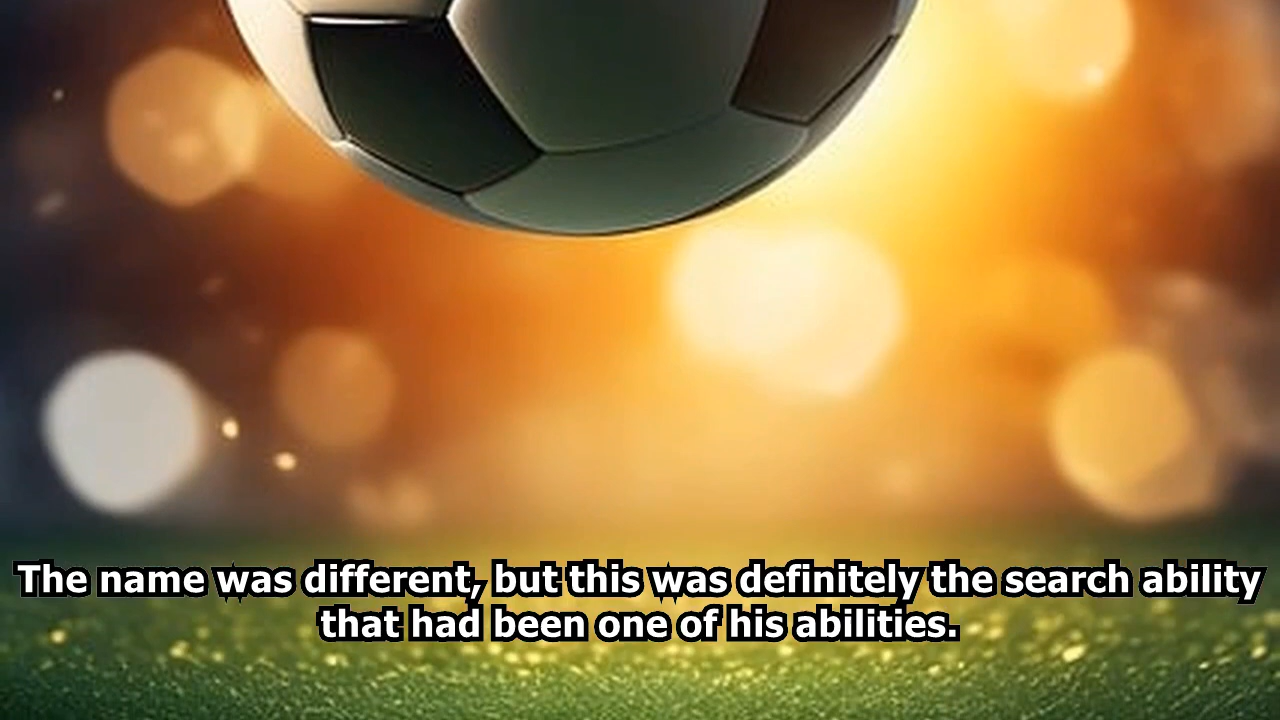 The name was different, but this was definitely the search ability
that had been one of his abilities.